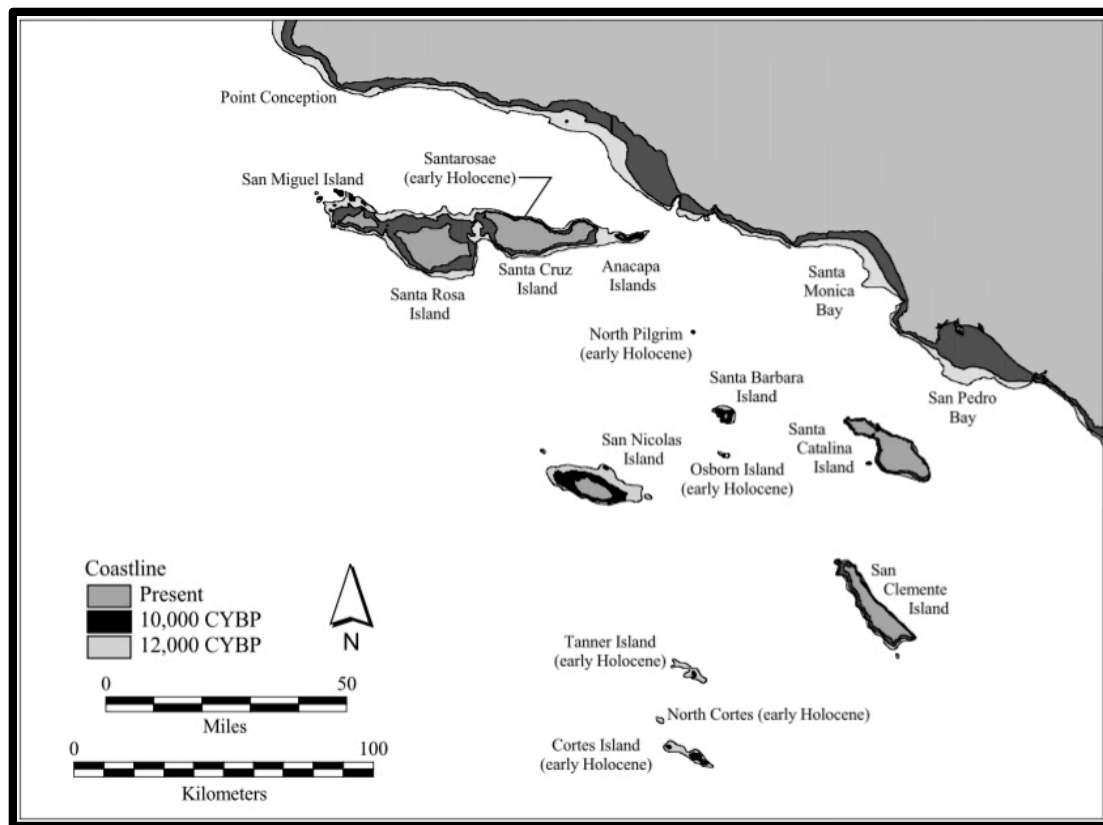 Point Conception
Santarosae
(early Holocene)
San Miguel Island
Santa Cruz
Island
Anacapa
Islands
Santa Rosa
Island
Santa
Monica
Bay
North Pilgrim
(early Holocene)
Santa Barbara
Island
San Pedro
Bay
San Nicolas
Island
Osborn Island
(early Holocene)
Santa
Catalina
Island
Coastline
Present
10,000 CYBP
12,000 CYBP
N
0 50
Miles
0 100
Kilometers
San
Clemente
Island
Tanner Island
(early Holocene)
North Cortes (early Holocene)
Cortes Island
(early Holocene)